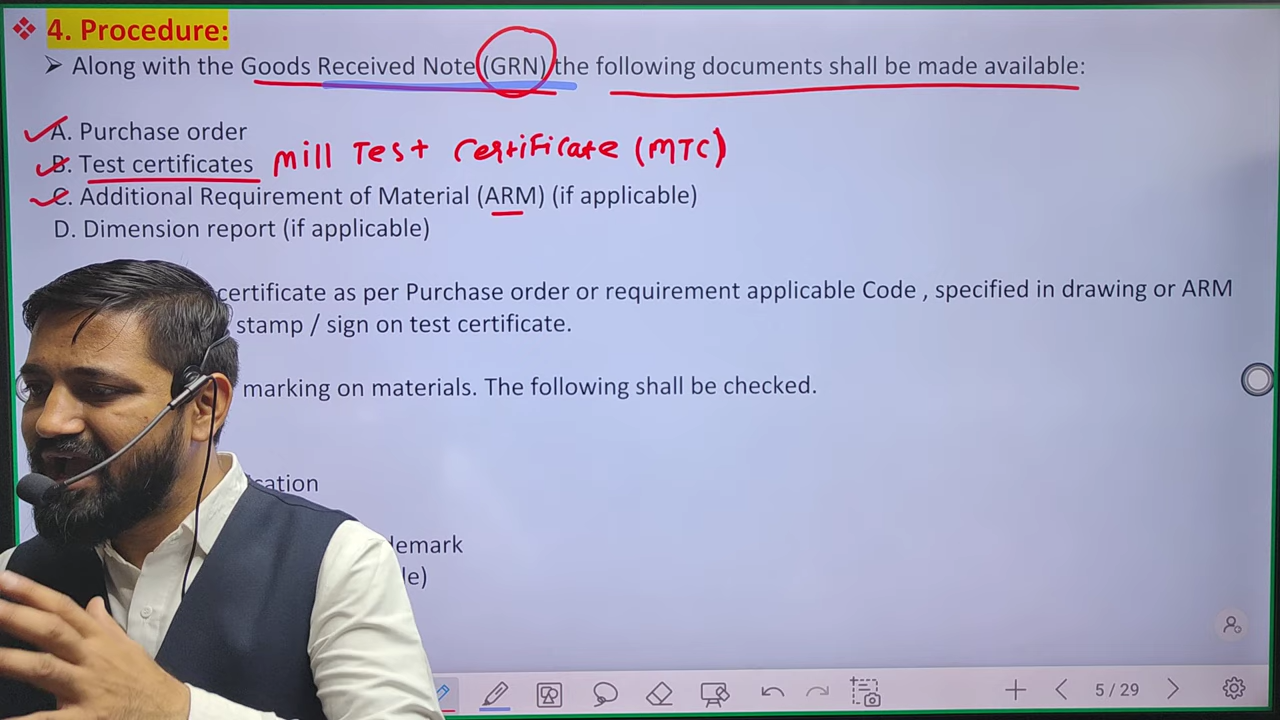 ❖ 4. Procedure:
➢ Along with the Goods Received Note (GRN) the following documents shall be made available:
A. Purchase order
B. Test certificates Mill Test Certificate (MTC)
C. Additional Requirement of Material (ARM) (if applicable)
D. Dimension report (if applicable)
certificate as per Purchase order or requirement applicable Code , specified in drawing or ARM
stamp / sign on test certificate.
marking on materials. The following shall be checked.
5 / 29